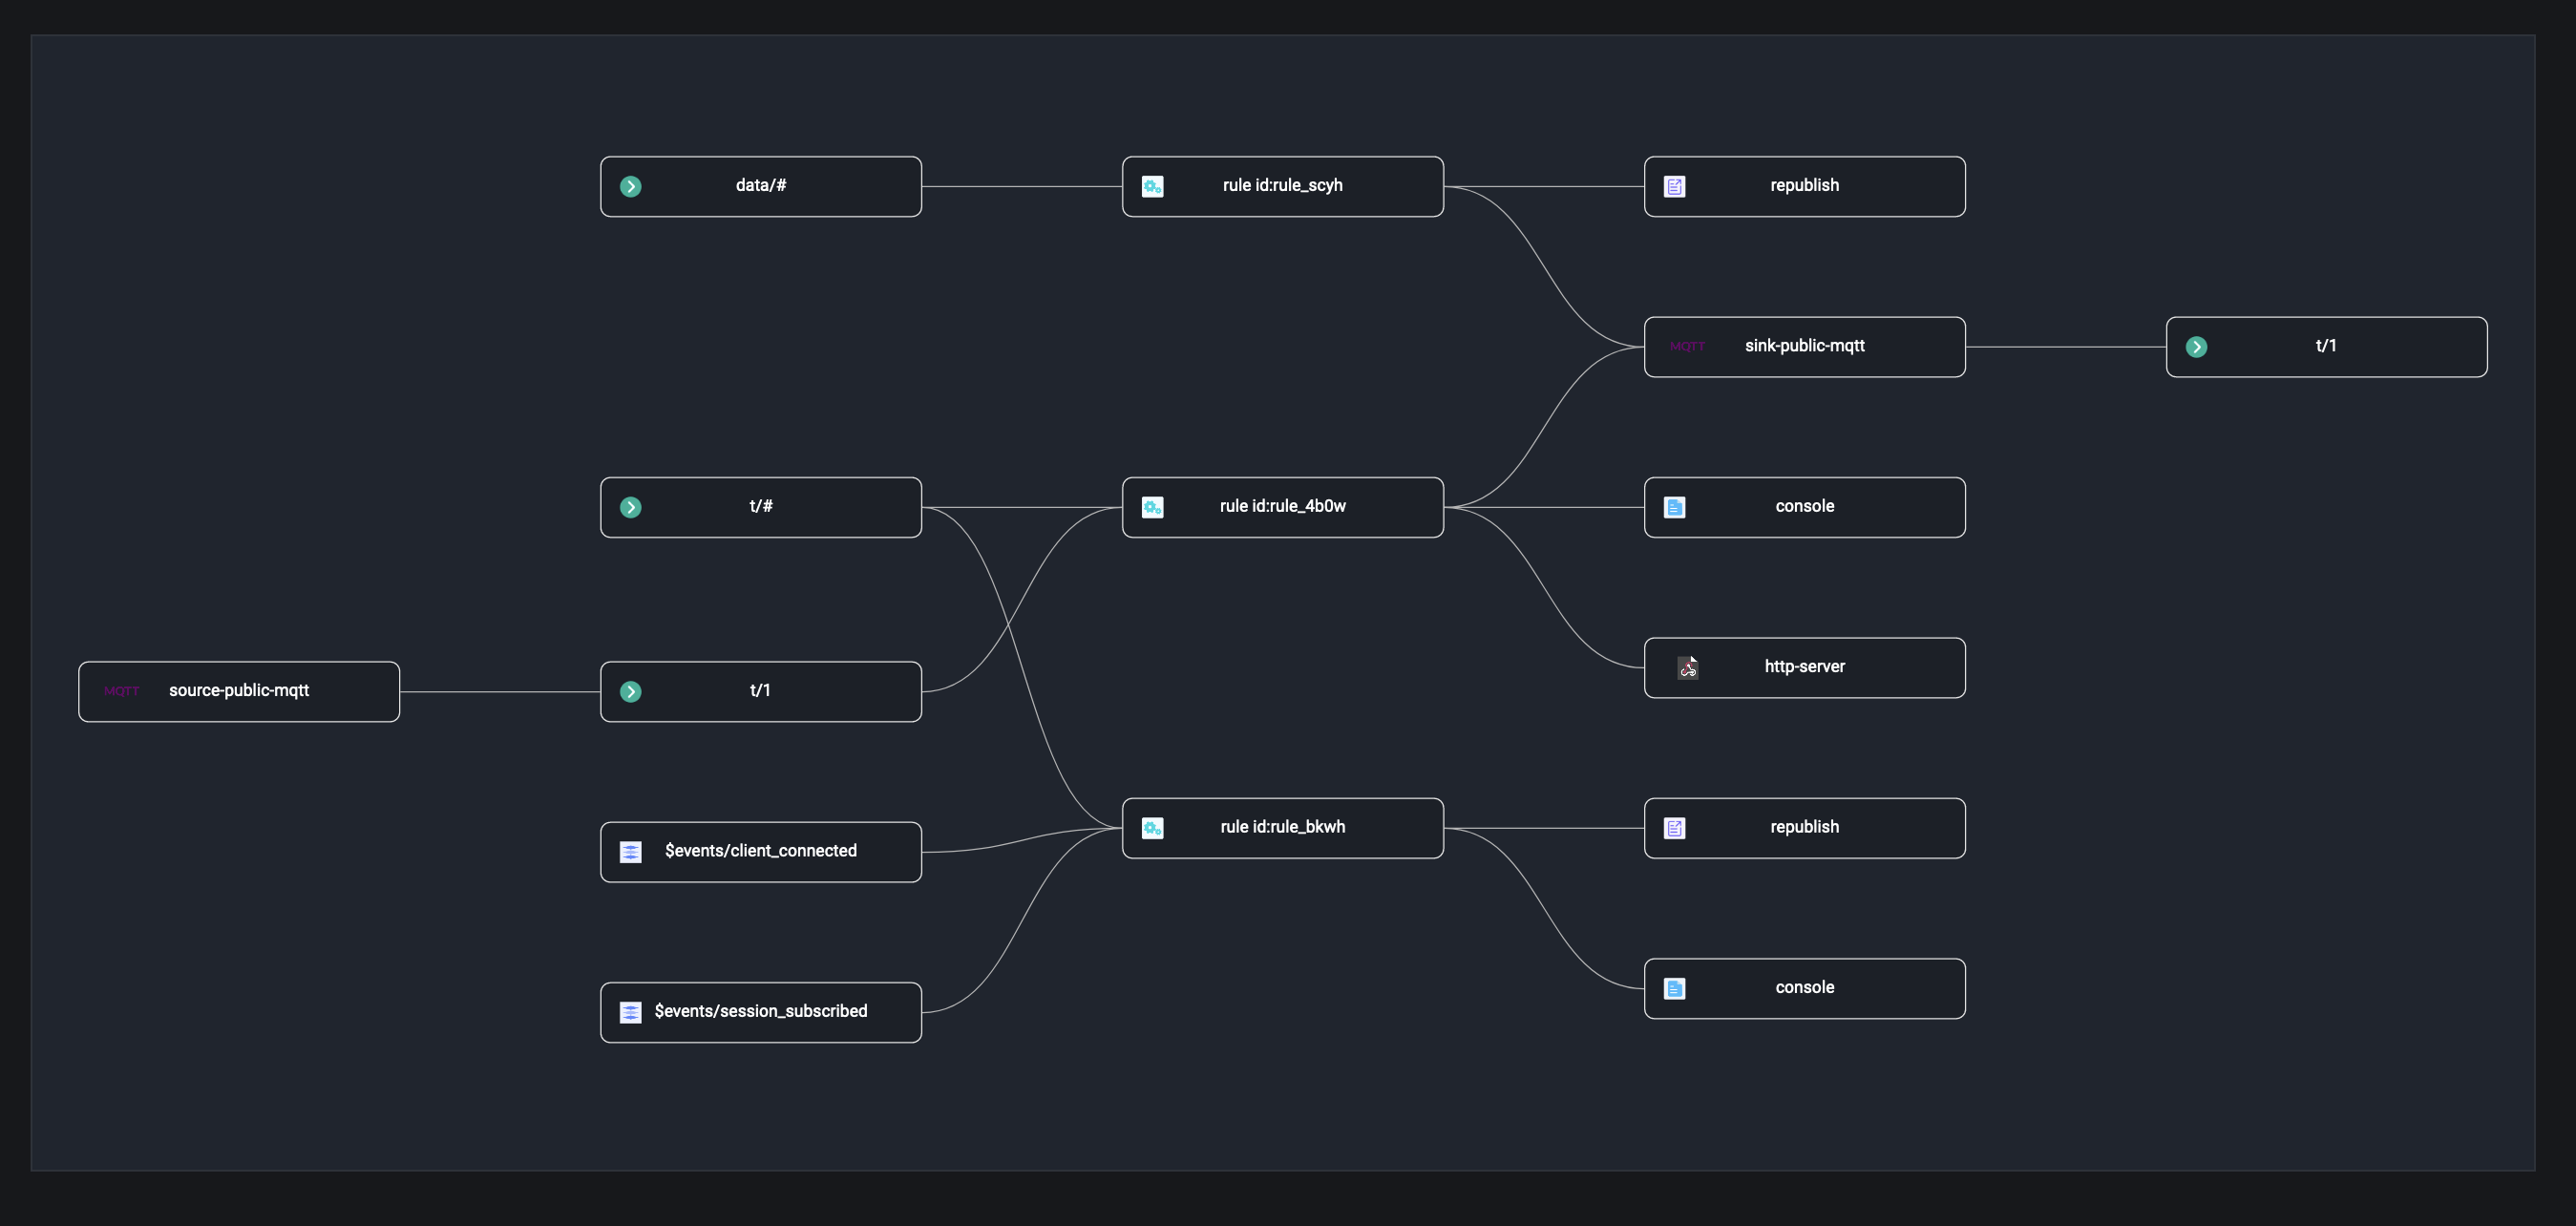 data/#
rule id:rule_scyh
republish
MQTT
sink-public-mqtt
t/1
t/#
rule id:rule_4b0w
console
http-server
MQTT
source-public-mqtt
t/1
$events/client_connected
rule id:rule_bkwh
republish
console
$events/session_subscribed